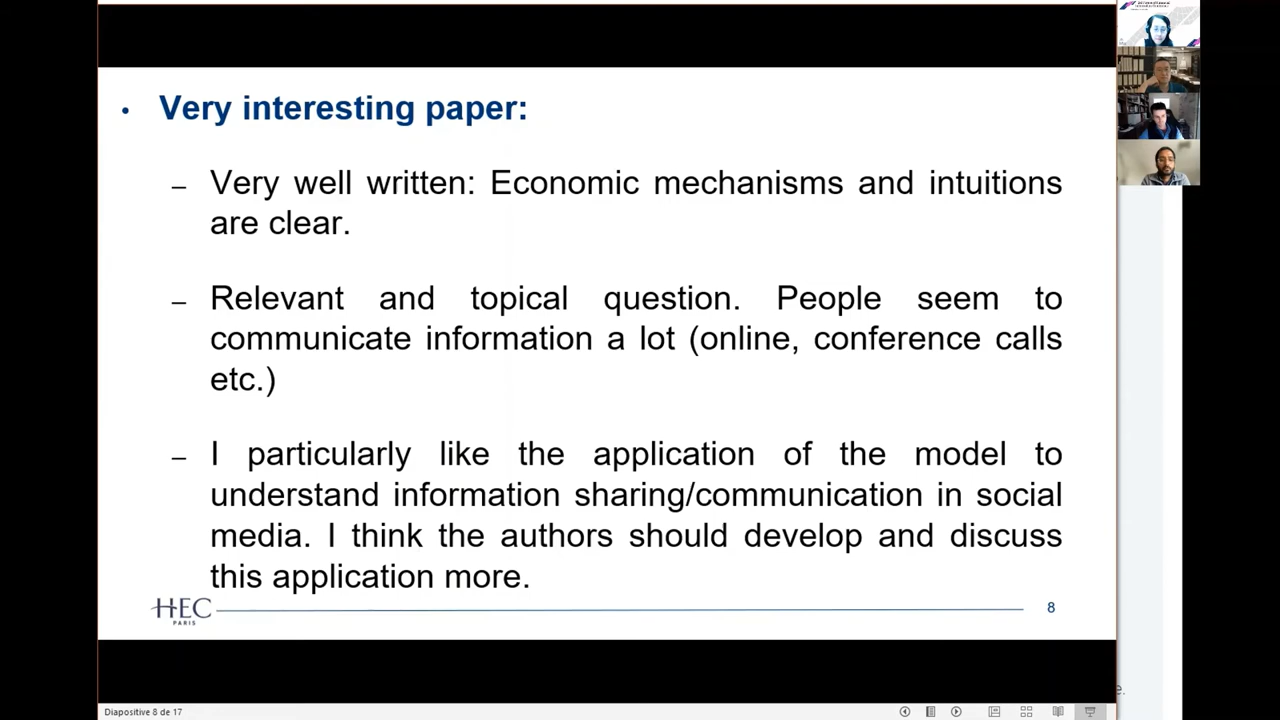 • Very interesting paper:
– Very well written: Economic mechanisms and intuitions
are clear.
– Relevant and topical question. People seem to
communicate information a lot (online, conference calls
etc.)
– I particularly like the application of the model to
understand information sharing/communication in social
media. I think the authors should develop and discuss
this application more.
HEC
PARIS
8
e.
Diapositive 8 de 17